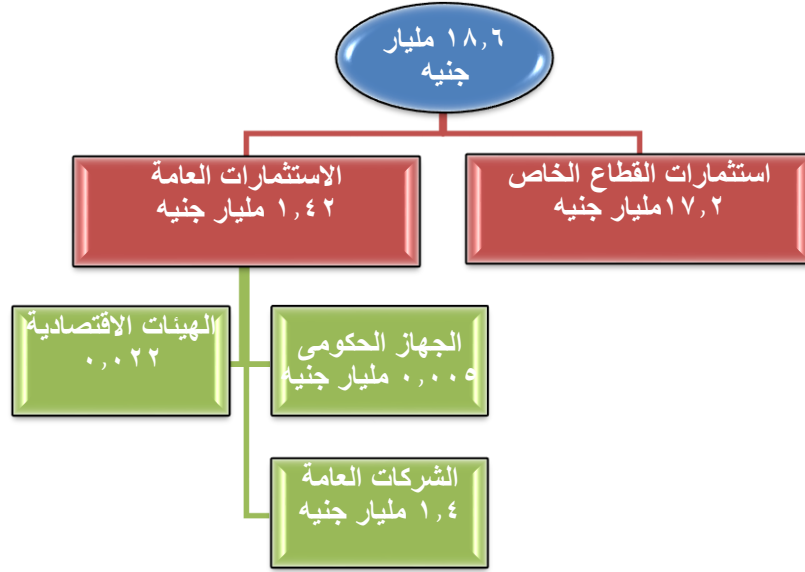 ١٨,٦ مليار
جنيه
استثمارات القطاع الخاص
١٧,٢مليار جنيه
الاستثمارات العامة
١,٤٢ مليار جنيه
الجهاز الحكومى
٠,٠٠٥ مليار جنيه
الهيئات الاقتصادية
٠,٠٢٢
الشركات العامة
١,٤ مليار جنيه